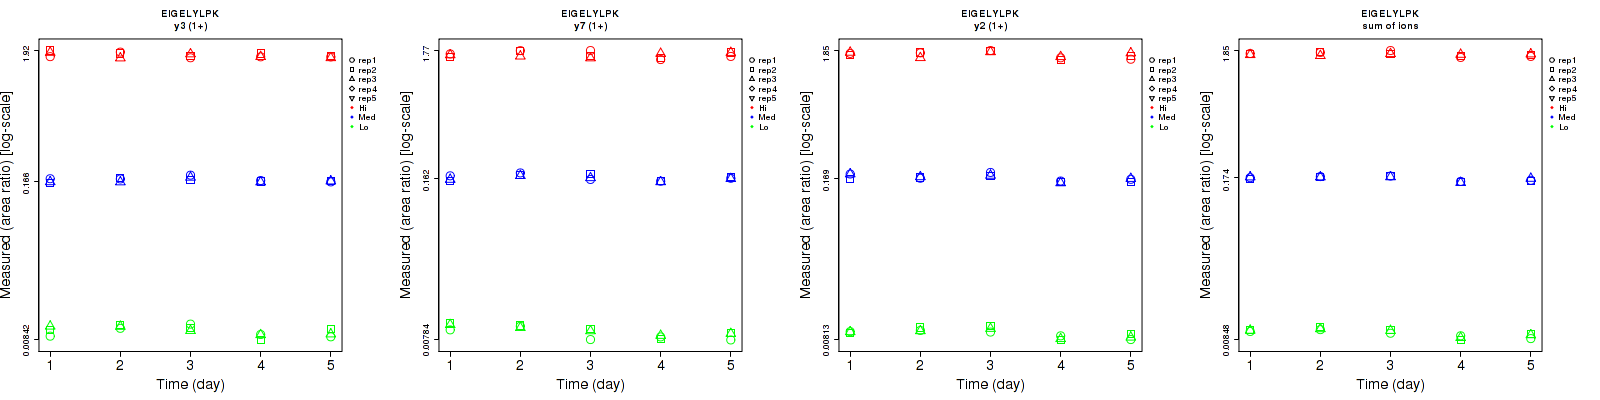 EIGELYLPK
y3 (1+)
1.92
0.166
0.00842
Measured (area ratio) [log-scale]
1 2 3 4 5
Time (day)
rep1
rep2
rep3
rep4
rep5
Hi
Med
Lo
EIGELYLPK
y7 (1+)
1.77
0.162
0.00784
Measured (area ratio) [log-scale]
1 2 3 4 5
Time (day)
rep1
rep2
rep3
rep4
rep5
Hi
Med
Lo
EIGELYLPK
y2 (1+)
1.85
0.169
0.00813
Measured (area ratio) [log-scale]
1 2 3 4 5
Time (day)
rep1
rep2
rep3
rep4
rep5
Hi
Med
Lo
EIGELYLPK
sum of ions
1.85
0.174
0.00848
Measured (area ratio) [log-scale]
1 2 3 4 5
Time (day)
rep1
rep2
rep3
rep4
rep5
Hi
Med
Lo